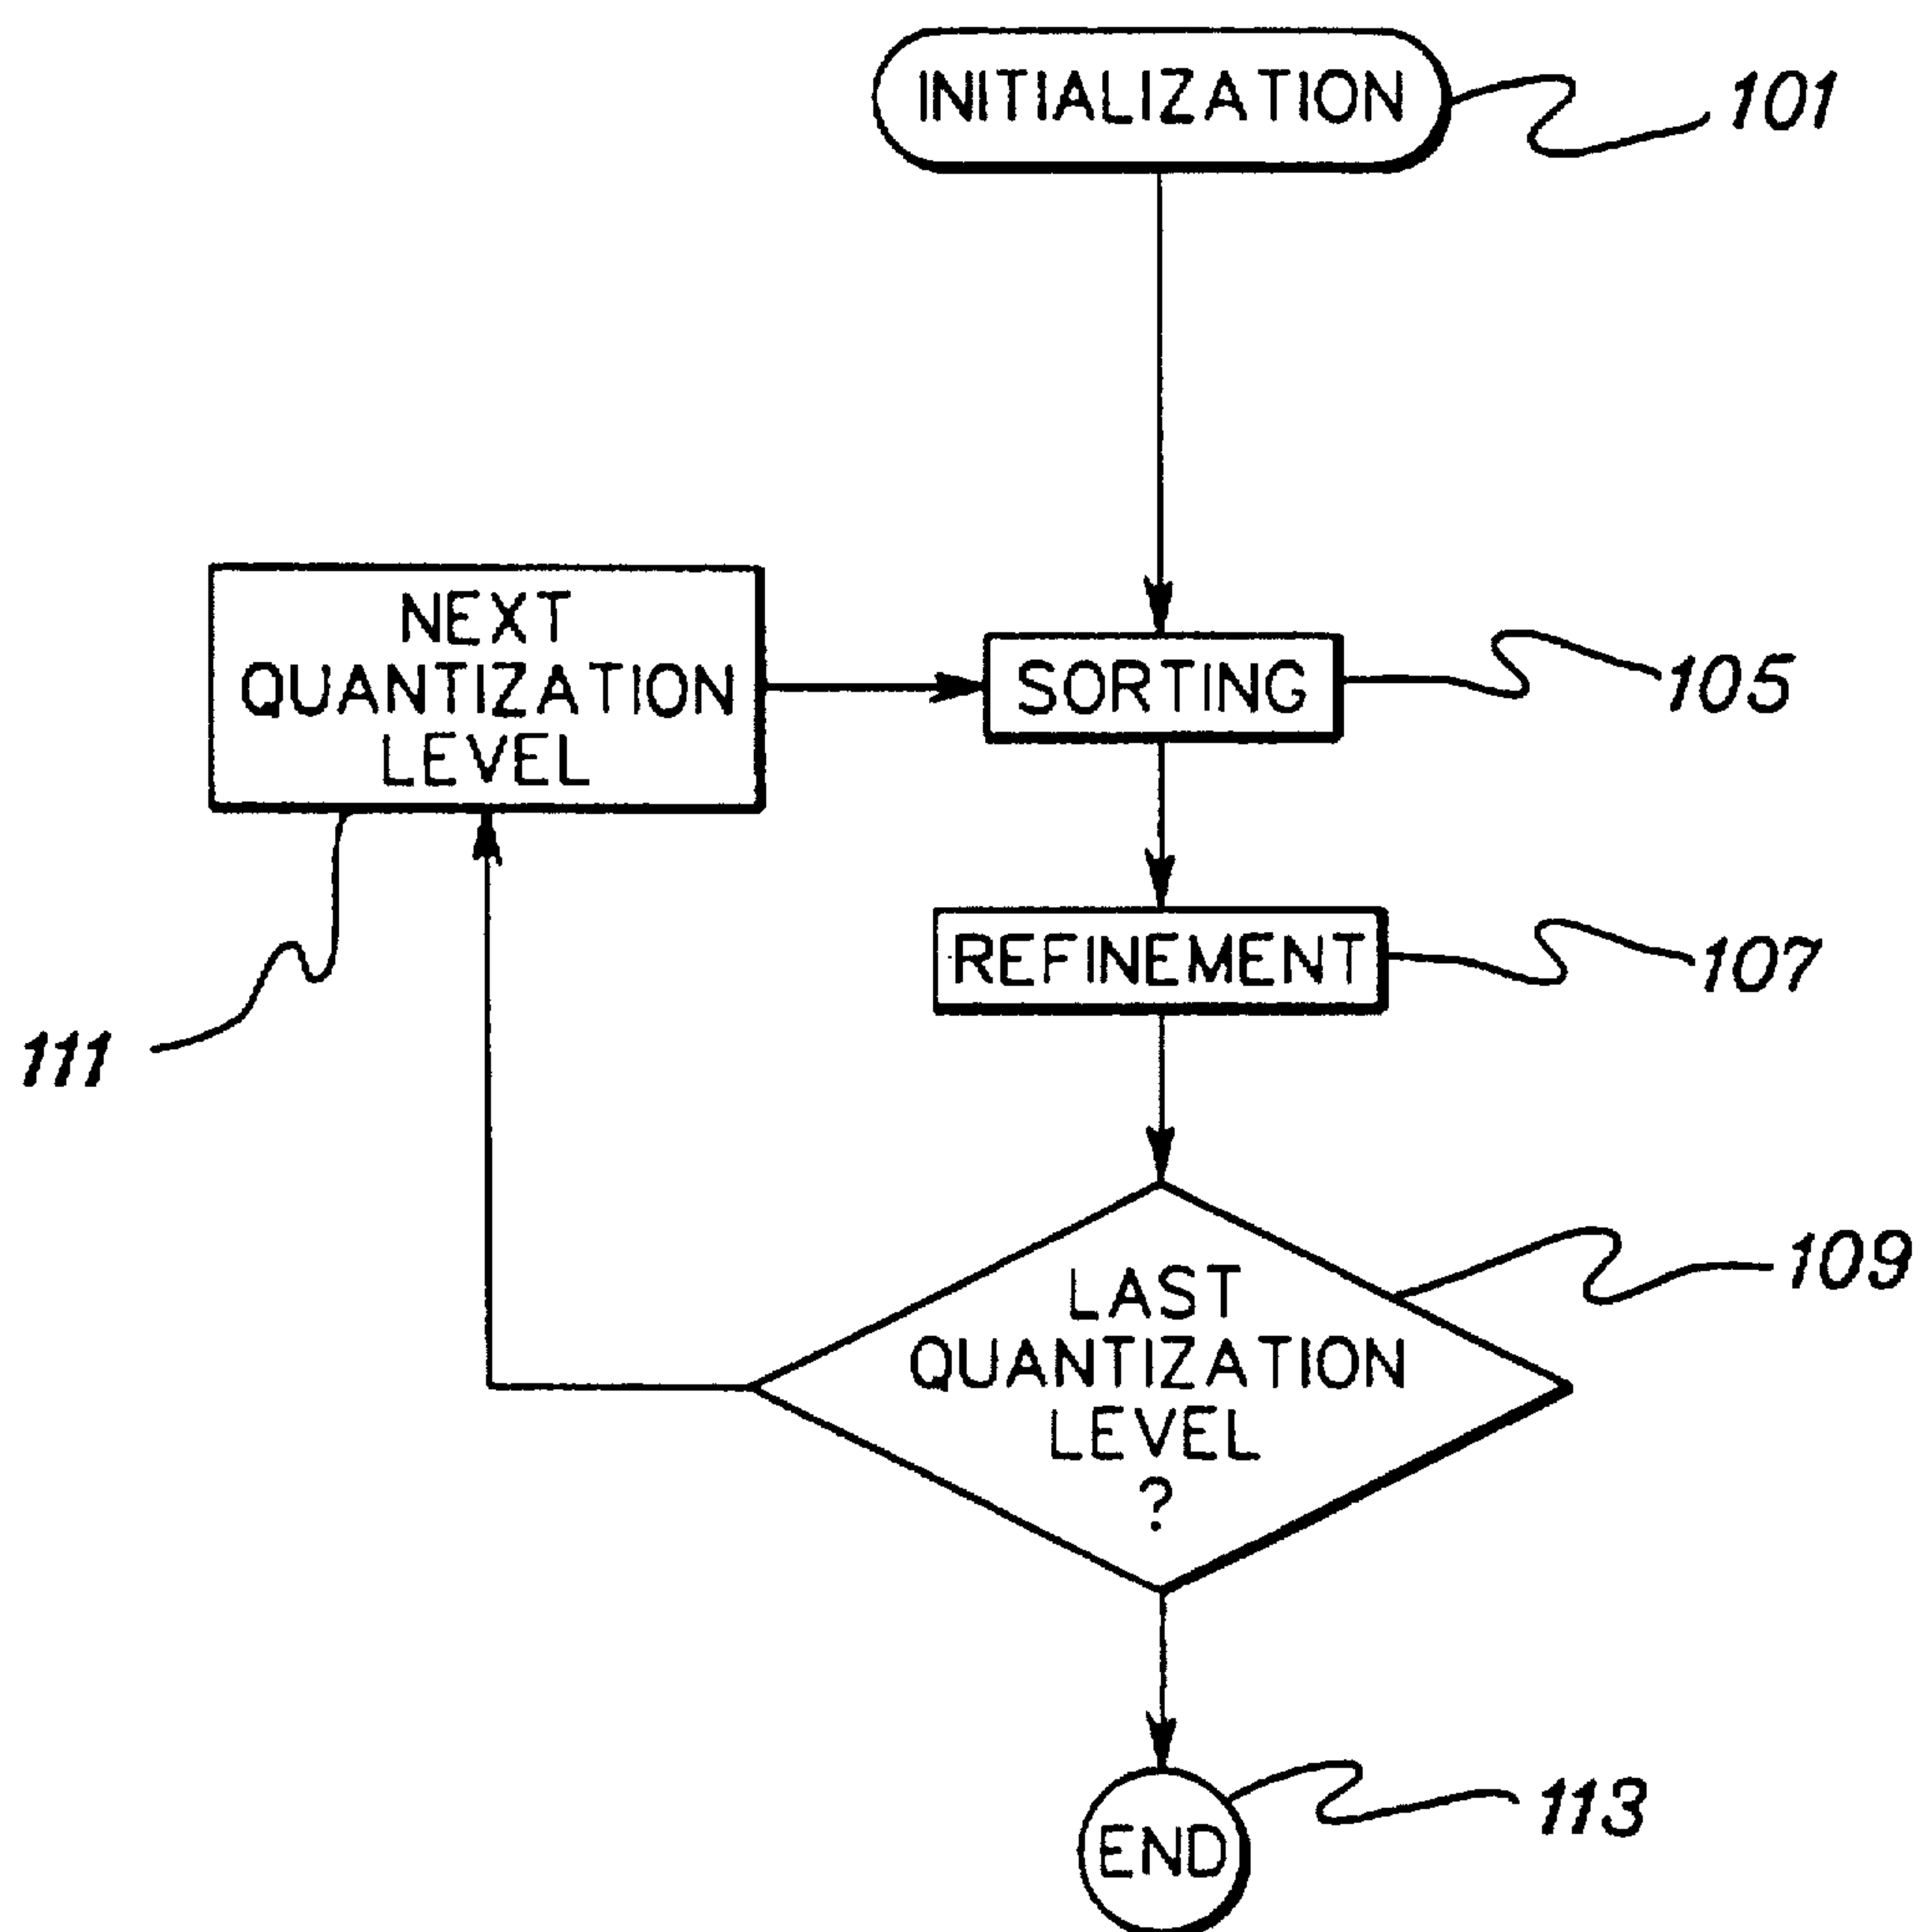 INITIALIZATION
101
NEXT
QUANTIZATION
LEVEL
SORTING
105
REFINEMENT
107
111
LAST
QUANTIZATION
LEVEL
?
109
END
113